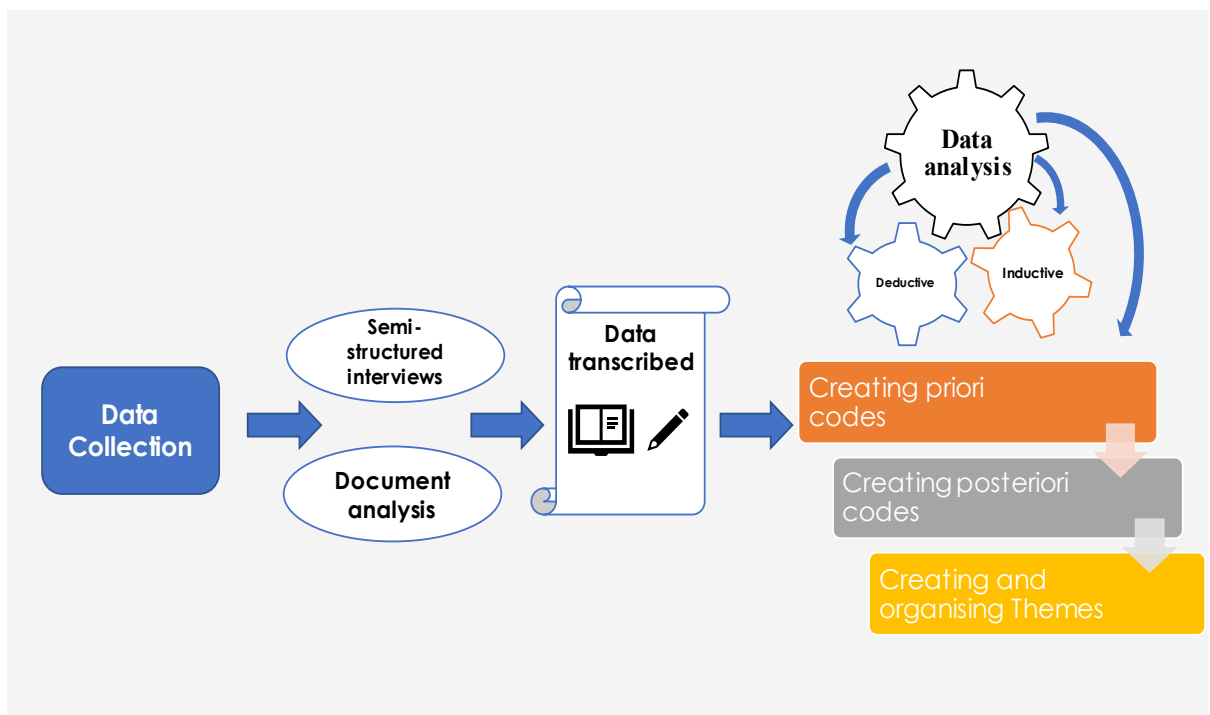 Data
Collection
Semi-
structured
interviews
Document
analysis
Data
transcribed
Data
analysis
Deductive
Inductive
Creating priori
codes
Creating posteriori
codes
Creating and
organising Themes